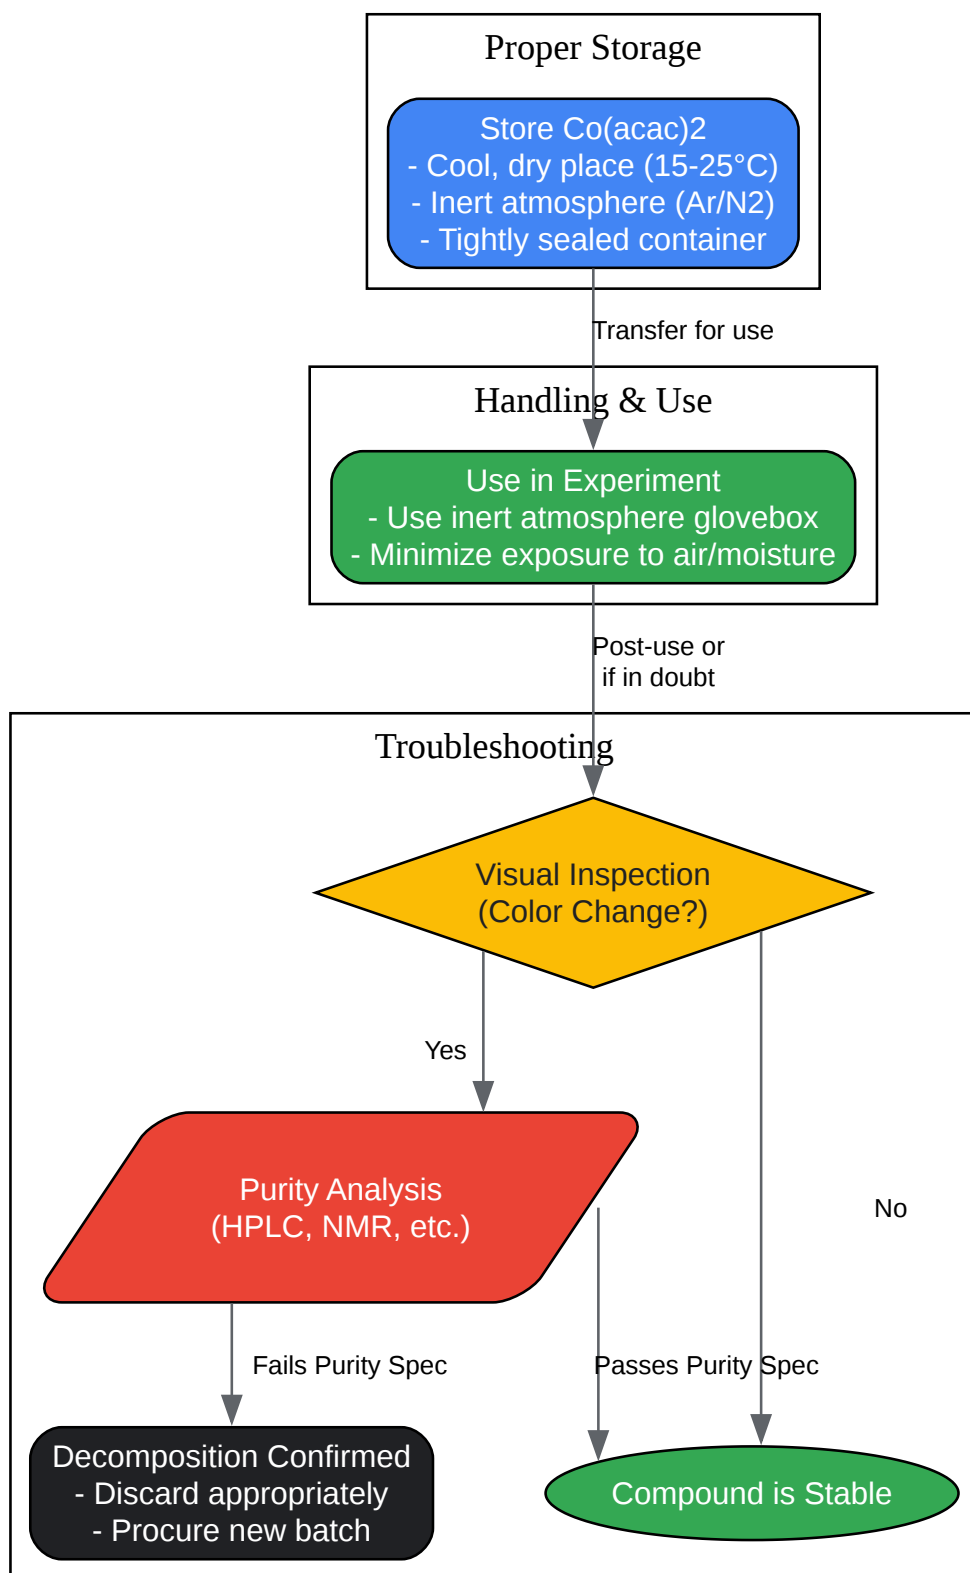 Proper Storage
Store Co(acac)2
- Cool, dry place (15-25°C)
- Inert atmosphere (Ar/N2)
- Tightly sealed container
Transfer for use
Handling & Use
Use in Experiment
- Use inert atmosphere glovebox
- Minimize exposure to air/moisture
Post-use or
if in doubt
Troubleshooting
Visual Inspection
(Color Change?)
Yes
Purity Analysis
(HPLC, NMR, etc.)
No
Fails Purity Spec
Passes Purity Spec
Decomposition Confirmed
- Discard appropriately
- Procure new batch
Compound is Stable